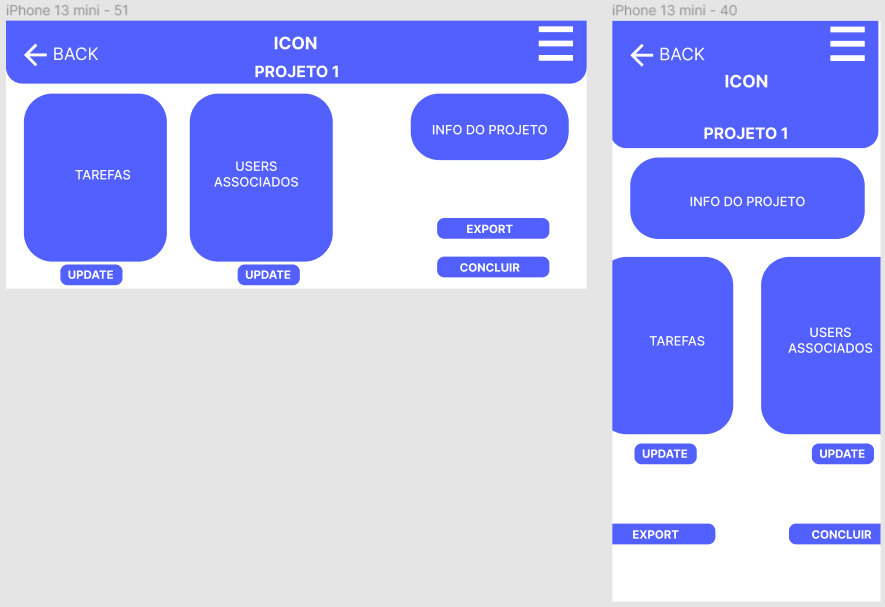 iPhone 13 mini - 51
BACK
ICON
PROJETO 1
TAREFAS
USERS
ASSOCIADOS
INFO DO PROJETO
EXPORT
CONCLUIR
UPDATE
UPDATE
iPhone 13 mini - 40
BACK
ICON
PROJETO 1
INFO DO PROJETO
TAREFAS
USERS
ASSOCIADOS
UPDATE
UPDATE
EXPORT
CONCLUIR